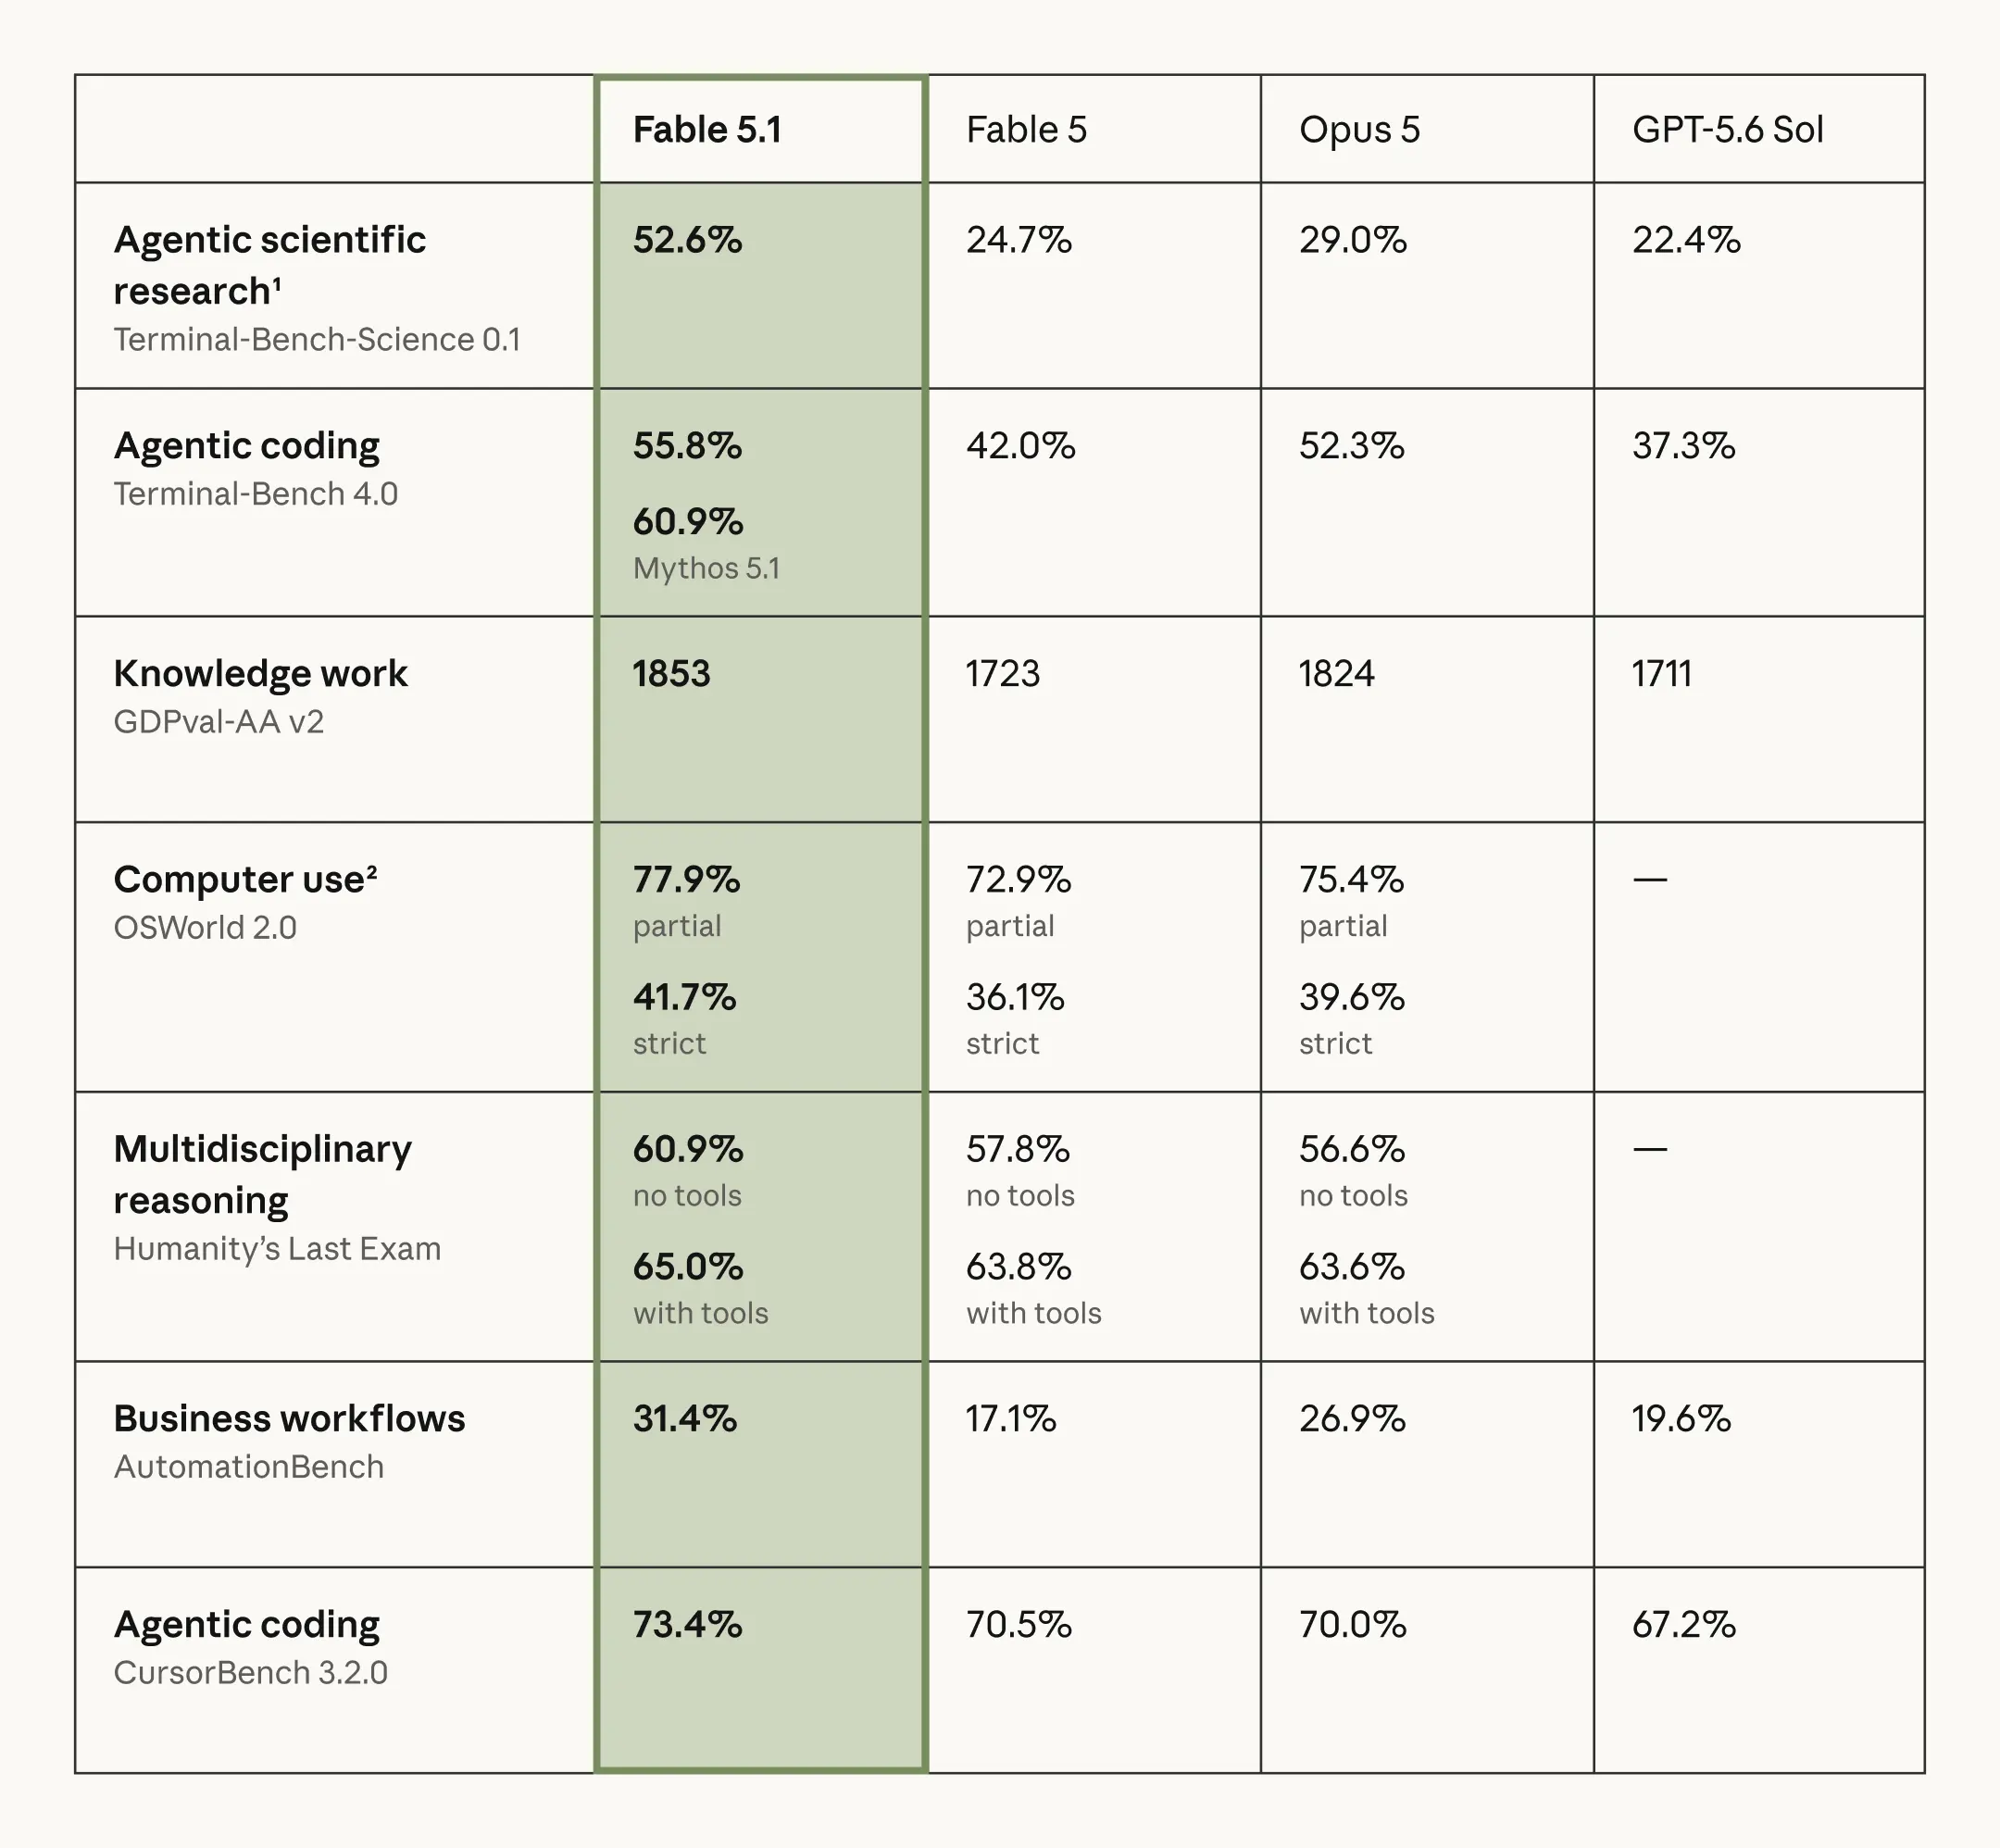 Fable 5.1
Fable 5
Opus 5
GPT-5.6 Sol
Agentic scientific
research¹
Terminal-Bench-Science 0.1
52.6%
24.7%
29.0%
22.4%
Agentic coding
Terminal-Bench 4.0
55.8%
60.9%
Mythos 5.1
42.0%
52.3%
37.3%
Knowledge work
GDPval-AA v2
1853
1723
1824
1711
Computer use²
OSWorld 2.0
77.9%
partial
41.7%
strict
72.9%
partial
36.1%
strict
75.4%
partial
39.6%
strict
—
Multidisciplinary
reasoning
Humanity’s Last Exam
60.9%
no tools
65.0%
with tools
57.8%
no tools
63.8%
with tools
56.6%
no tools
63.6%
with tools
—
Business workflows
AutomationBench
31.4%
17.1%
26.9%
19.6%
Agentic coding
CursorBench 3.2.0
73.4%
70.5%
70.0%
67.2%